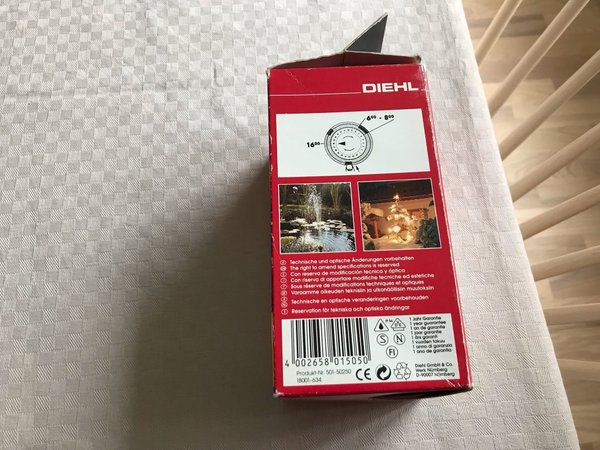 DIEHL
6⁰⁰ - 8⁰⁰
16⁰⁰
D Technische und optische Änderungen vorbehalten
GB The right to amend specifications is reserved
E Con reserva de modificación tecnica y óptica
I Con riserva di apportare modifiche tecniche ed estetiche
F Sous réserve de modifications techniques et optiques
Varaamme oikeuden teknisiin ja ulkonäöllisiin muutoksiin
Technische en optische veranderingen voorbehouden
Reservation för tekniska och optiska ändringar
4 002658 015050
Produkt-Nr. 501-50250
18001-634
S N
FI
CE
1 Jahr Garantie
1 year guarantee
1 an de garantie
1 jaar garantie
1 års garanti
1 vuoden takuu
1 anno di garanzia
1 año de garantía
Diehl GmbH & Co.
Werk Nürnberg
D-90007 Nürnberg